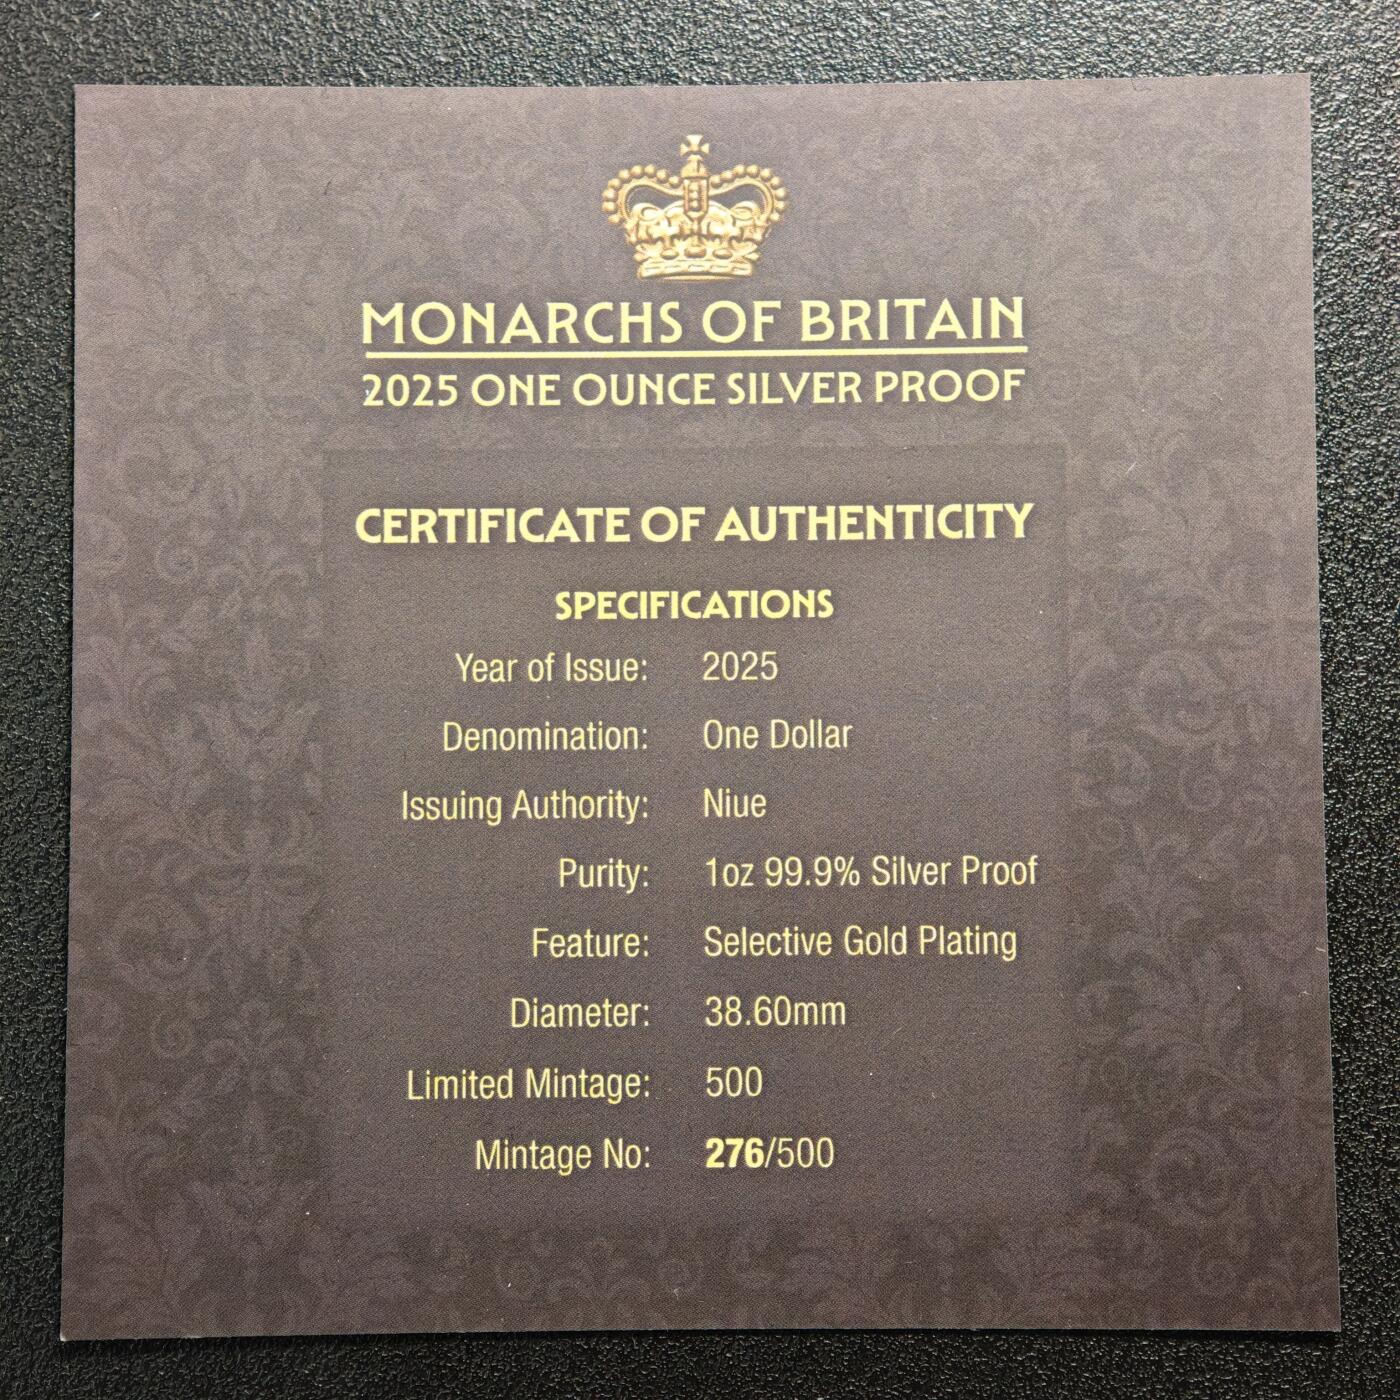 MONARCHS OF BRITAIN
2025 ONE OUNCE SILVER PROOF
CERTIFICATE OF AUTHENTICITY
SPECIFICATIONS
Year of Issue: 2025
Denomination: One Dollar
Issuing Authority: Niue
Purity: 1oz 99.9% Silver Proof
Feature: Selective Gold Plating
Diameter: 38.60mm
Limited Mintage: 500
Mintage No: 276/500